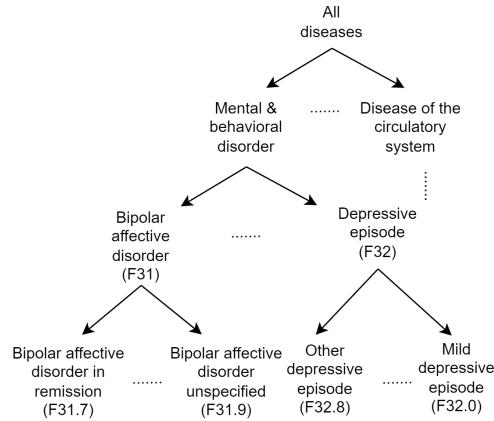 All
diseases
Mental &
behavioral
disorder
.......
Disease of the
circulatory
system
Bipolar
affective
disorder
(F31)
.......
Depressive
episode
(F32)
Bipolar affective
disorder in
remission
(F31.7)
.......
Bipolar affective
disorder
unspecified
(F31.9)
Other
depressive
episode
(F32.8)
.......
Mild
depressive
episode
(F32.0)